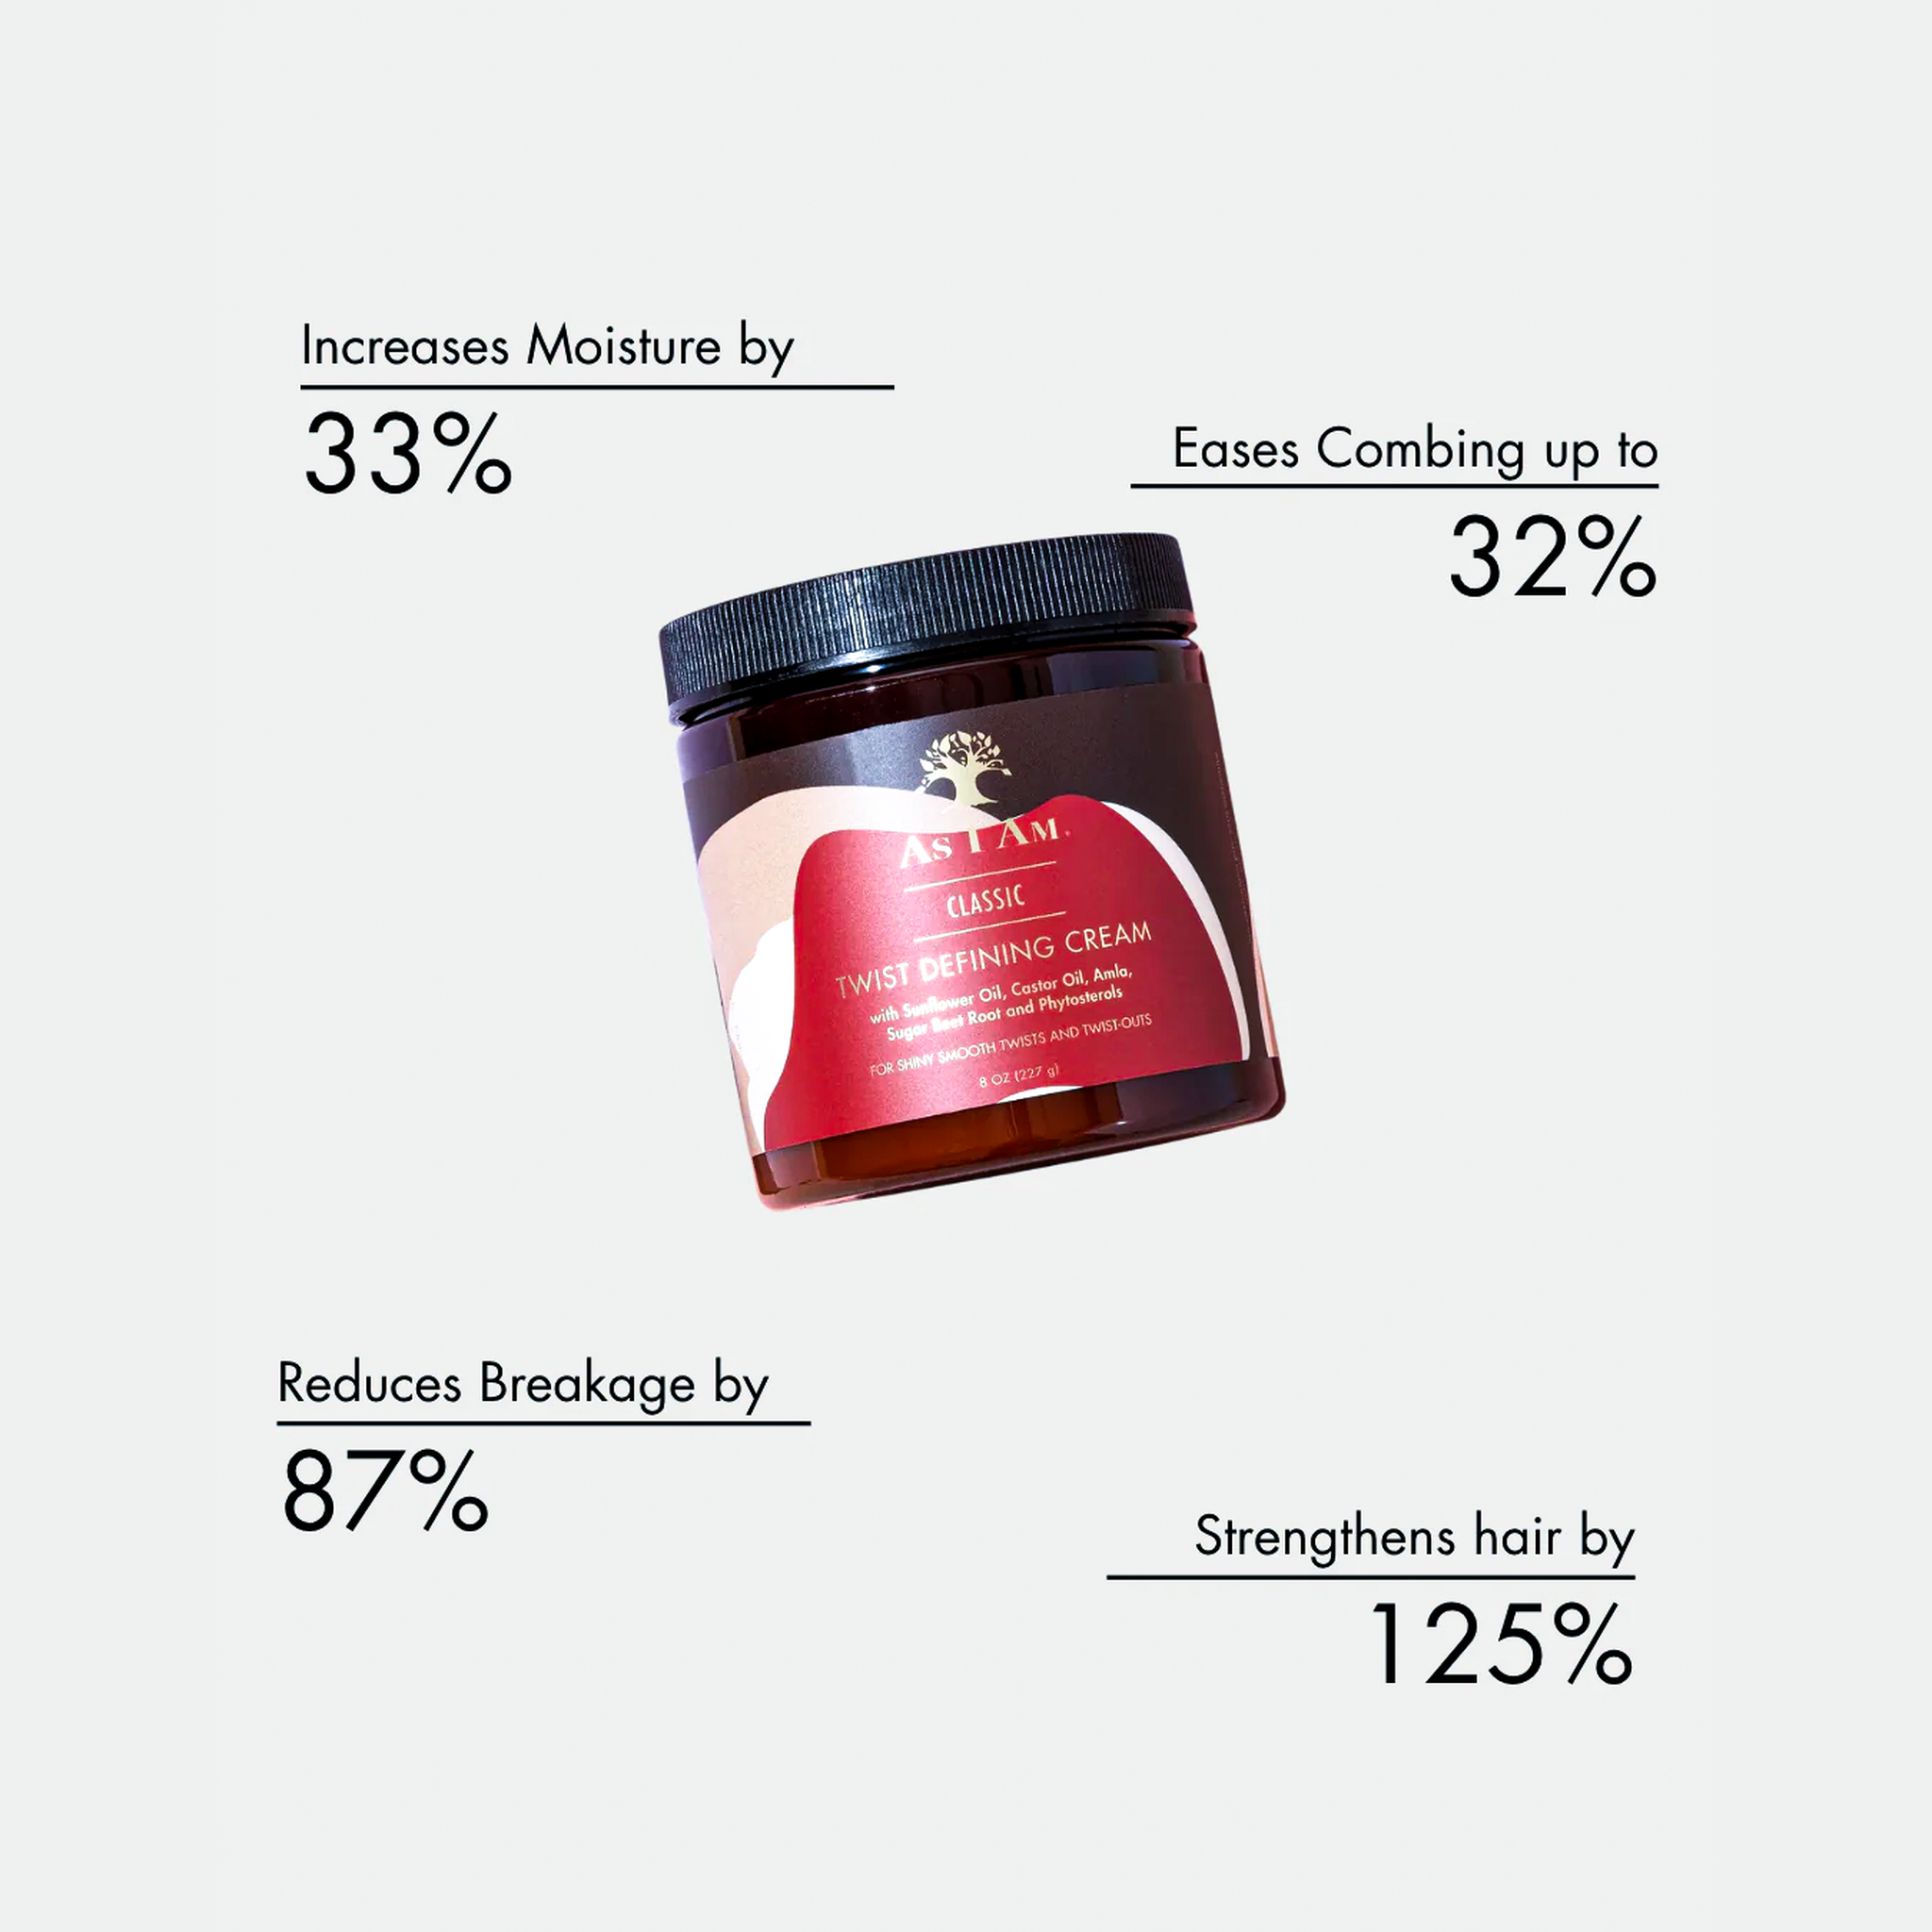 Increases Moisture by
33%
Eases Combing up to
32%
AS I AM®
CLASSIC
TWIST DEFINING CREAM
with Sunflower Oil, Castor Oil, Amla,
Sugar Beet Root and Phytosterols
FOR SHINY SMOOTH TWISTS AND TWIST-OUTS
8 OZ (227 g)
Reduces Breakage by
87%
Strengthens hair by
125%